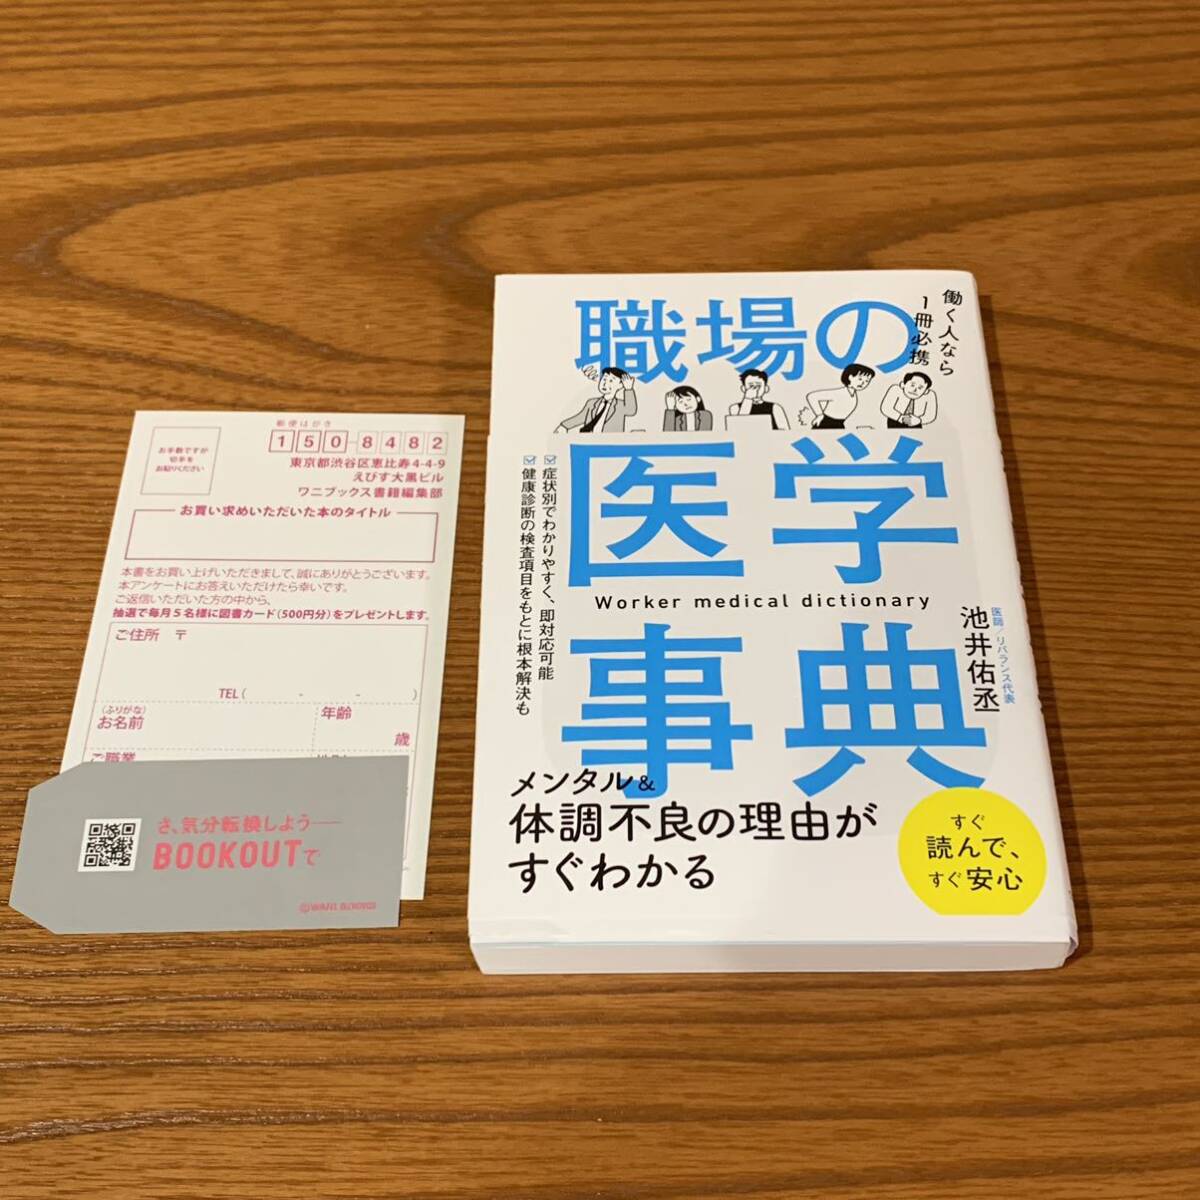 郵便はがき
お手数ですが
切手を
お貼りください
150-8482
東京都渋谷区恵比寿4-4-9
えびす大黒ビル
ワニブックス書籍編集部
お買い求めいただいた本のタイトル
本書をお買い上げいただきまして、誠にありがとうございます。
本アンケートにお答えいただけたら幸いです。
ご返信いただいた方の中から、
抽選で毎月5名様に図書カード(500円分)をプレゼントします。
ご住所 〒
TEL( - - )
(ふりがな)
お名前
年齢
歳
ご職業
さ、気分転換しよう――
BOOKOUTで
©WANI BOOKS
働く人なら
1冊必携
職場の
医学
事典
Worker medical dictionary
症状別でわかりやすく、即対応可能
健康診断の検査項目をもとに根本解決も
医師/リバランス代表
池井佑丞
メンタル&
体調不良の理由が
すぐわかる
すぐ
読んで、
すぐ安心